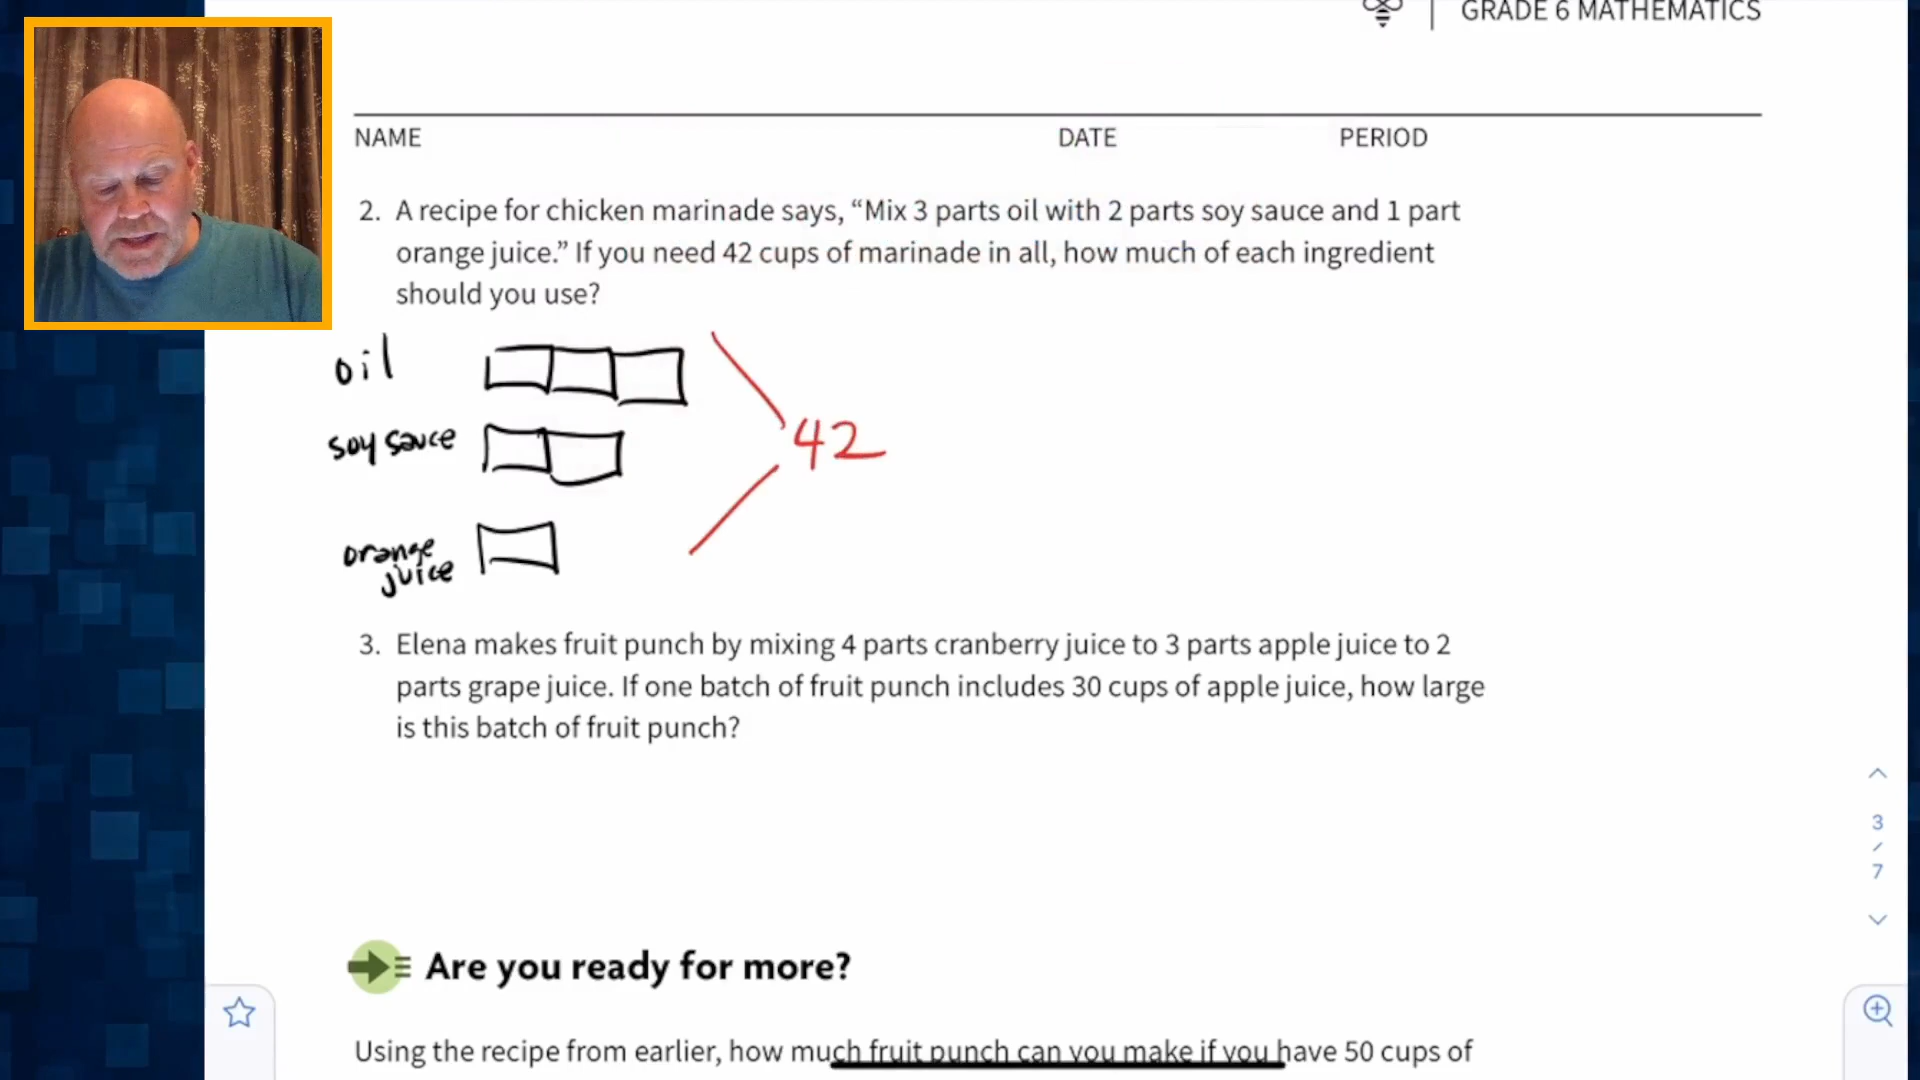 GRADE 6 MATHEMATICS
NAME DATE PERIOD
2. A recipe for chicken marinade says, “Mix 3 parts oil with 2 parts soy sauce and 1 part
orange juice.” If you need 42 cups of marinade in all, how much of each ingredient
should you use?
oil
soy sauce
42
orange
juice
3. Elena makes fruit punch by mixing 4 parts cranberry juice to 3 parts apple juice to 2
parts grape juice. If one batch of fruit punch includes 30 cups of apple juice, how large
is this batch of fruit punch?
3
/
7
Are you ready for more?
Using the recipe from earlier, how much fruit punch can you make if you have 50 cups of